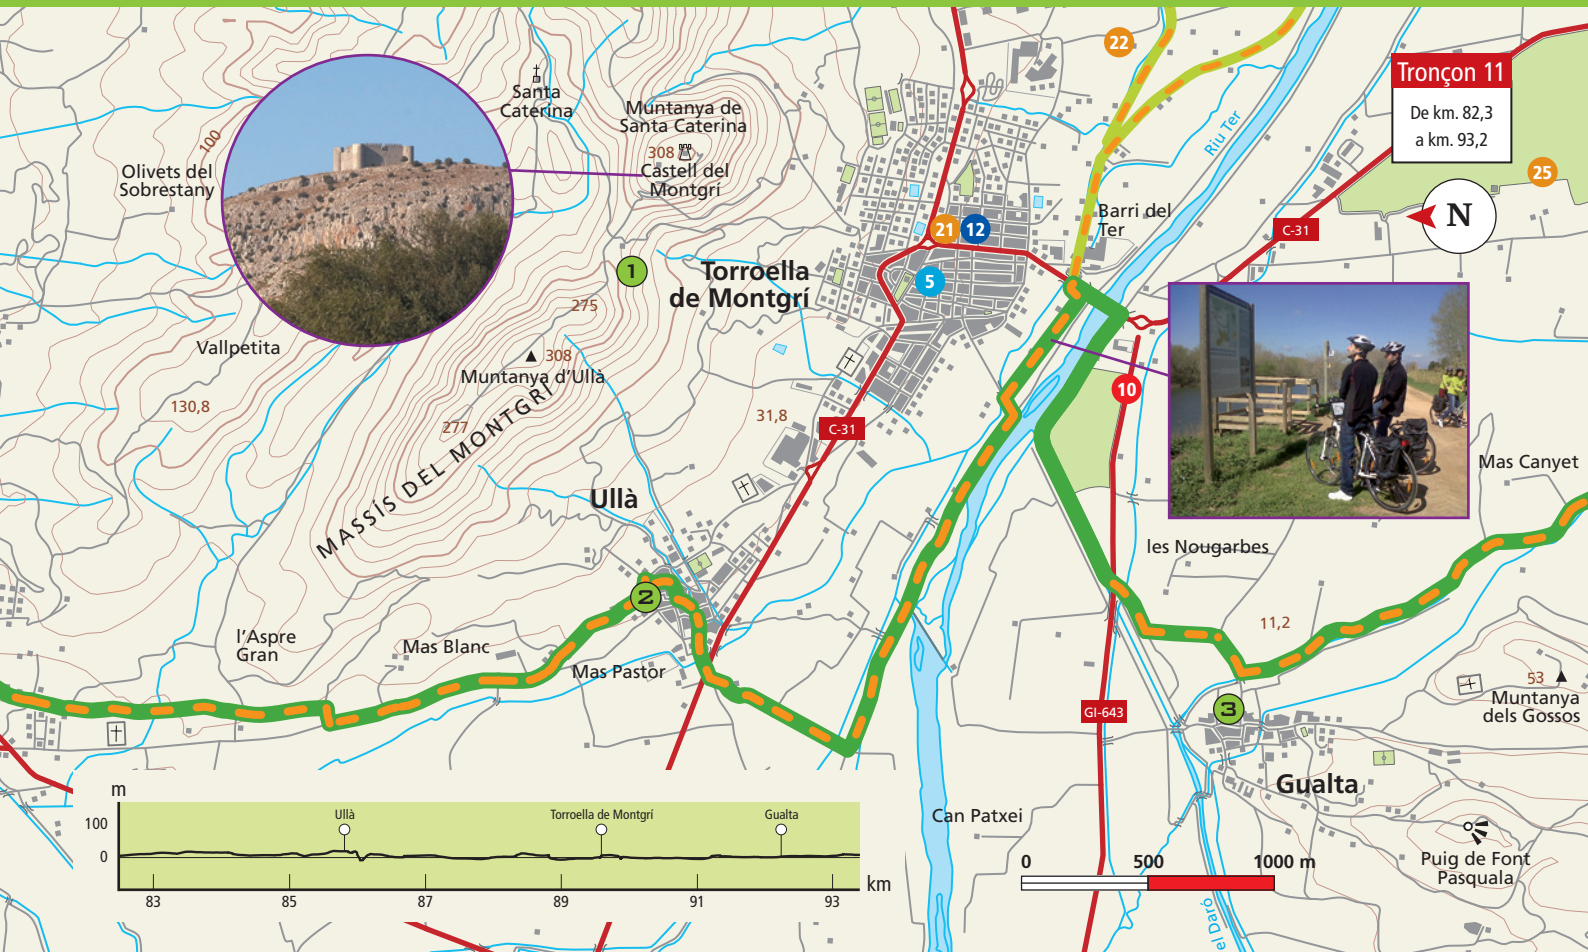 22
Tronçon 11
De km. 82,3
a km. 93,2
Santa
Caterina
Muntanya de
Santa Caterina
308
Castell del
Montgrí
100
Olivets del
Sobrestany
Riu Ter
25
N
C-31
Barri del
Ter
21
12
5
1
Torroella
de Montgrí
275
Vallpetita
308
Muntanya d'Ullà
130,8
277
MASSÍS DEL MONTGRÍ
31,8
C-31
10
Mas Canyet
Ullà
les Nougarbes
2
l'Aspre
Gran
Mas Blanc
Mas Pastor
11,2
53
Muntanya
dels Gossos
3
GI-643
Gualta
Can Patxei
Puig de Font
Pasquala
el Daró
0 500 1000 m
m
100
0
Ullà
Torroella de Montgrí
Gualta
km
83 85 87 89 91 93